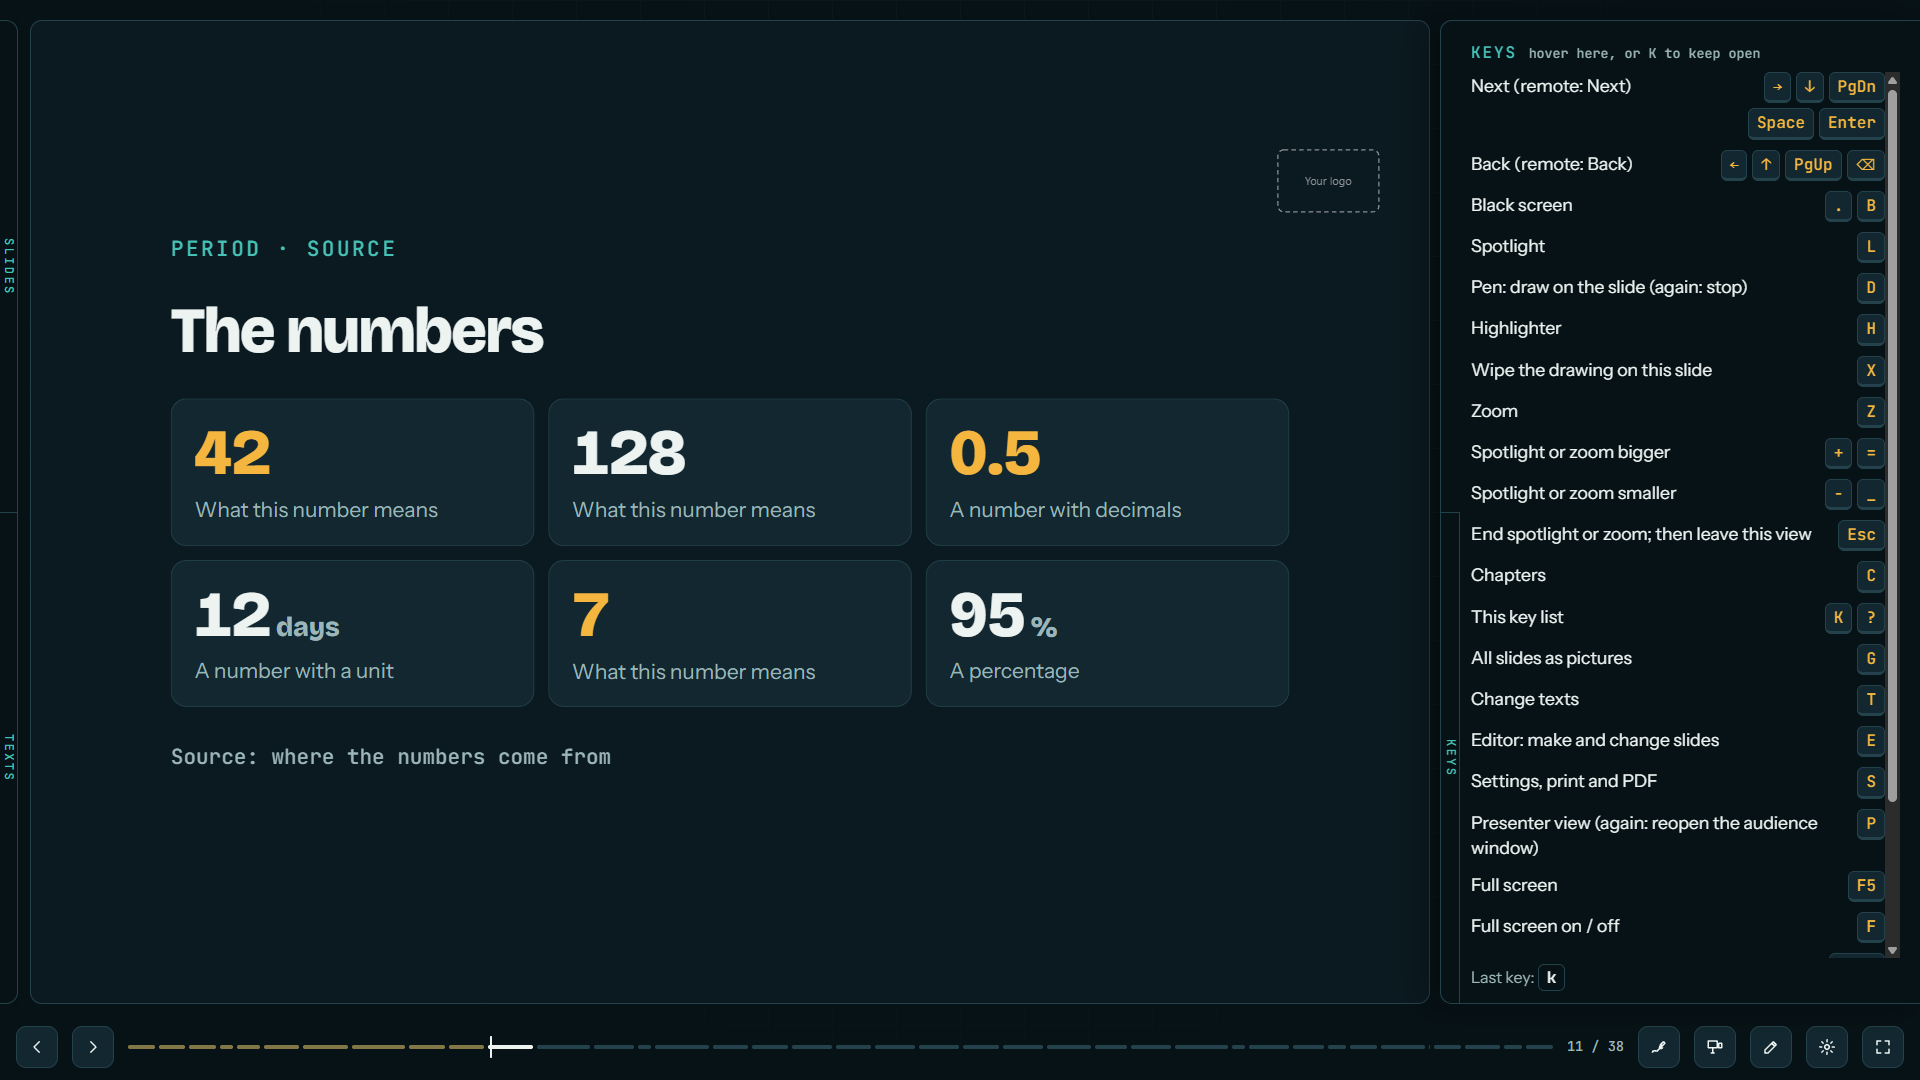 SLIDES
TEXTS
Your logo
PERIOD · SOURCE
The numbers
42
What this number means
128
What this number means
0.5
A number with decimals
12 days
A number with a unit
7
What this number means
95 %
A percentage
Source: where the numbers come from
KEYS
KEYS hover here, or K to keep open
Next (remote: Next) → ↓ PgDn
Space Enter
Back (remote: Back) ← ↑ PgUp ⌫
Black screen . B
Spotlight L
Pen: draw on the slide (again: stop) D
Highlighter H
Wipe the drawing on this slide X
Zoom Z
Spotlight or zoom bigger + =
Spotlight or zoom smaller - _
End spotlight or zoom; then leave this view Esc
Chapters C
This key list K ?
All slides as pictures G
Change texts T
Editor: make and change slides E
Settings, print and PDF S
Presenter view (again: reopen the audience P
window)
Full screen F5
Full screen on / off F
Last key: k
11 / 38